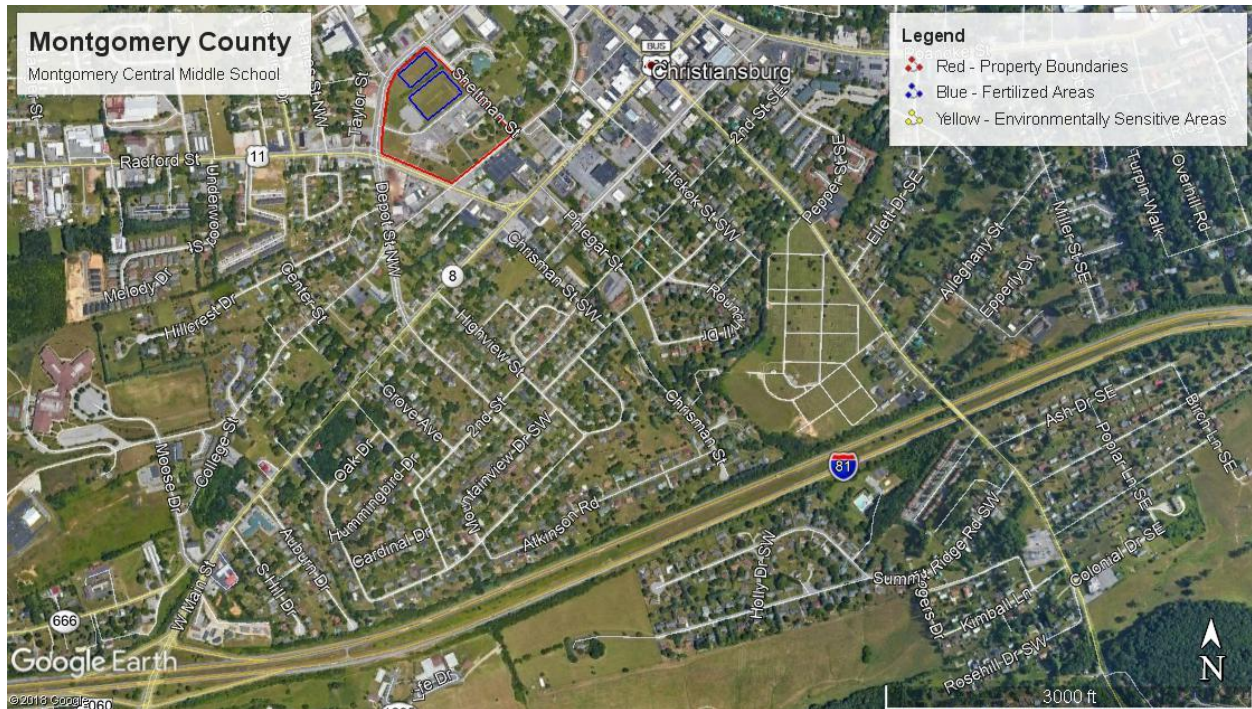 Montgomery County
Montgomery Central Middle School
Legend
Red - Property Boundaries
Blue - Fertilized Areas
Yellow - Environmentally Sensitive Areas
BUS
Christiansburg
Taylor St
Shelman St
2nd St SE
Radford St
11
Underwood St
Depot St NW
Hickok St SW
Pepper St SE
Ellett Dr SE
Turpin Walk
Overhill Rd
Miller St SE
Alleghany St
Epperly Dr
Phlegar St
Chrisman St SW
Round Hill Dr
Melody Dr
Center St
Hillcrest Dr
8
Highview St
Grove Ave
2nd St
Chrisman St
Mountainview Dr SW
College St
Moose Dr
Oak Dr
Hummingbird Dr
Cardinal Dr
Atkinson Rd
81
Ash Dr SE
Poplar Ln SE
Birch Ln SE
Auburn Dr
S Hill Dr
W Main St
666
Holly Dr SW
Summit Ridge Rd SW
Rogers Dr
Kimball Ln
Colonial Dr SE
Rosehill Dr SW
Life Dr
Google Earth
© 2018 Google
N
3000 ft